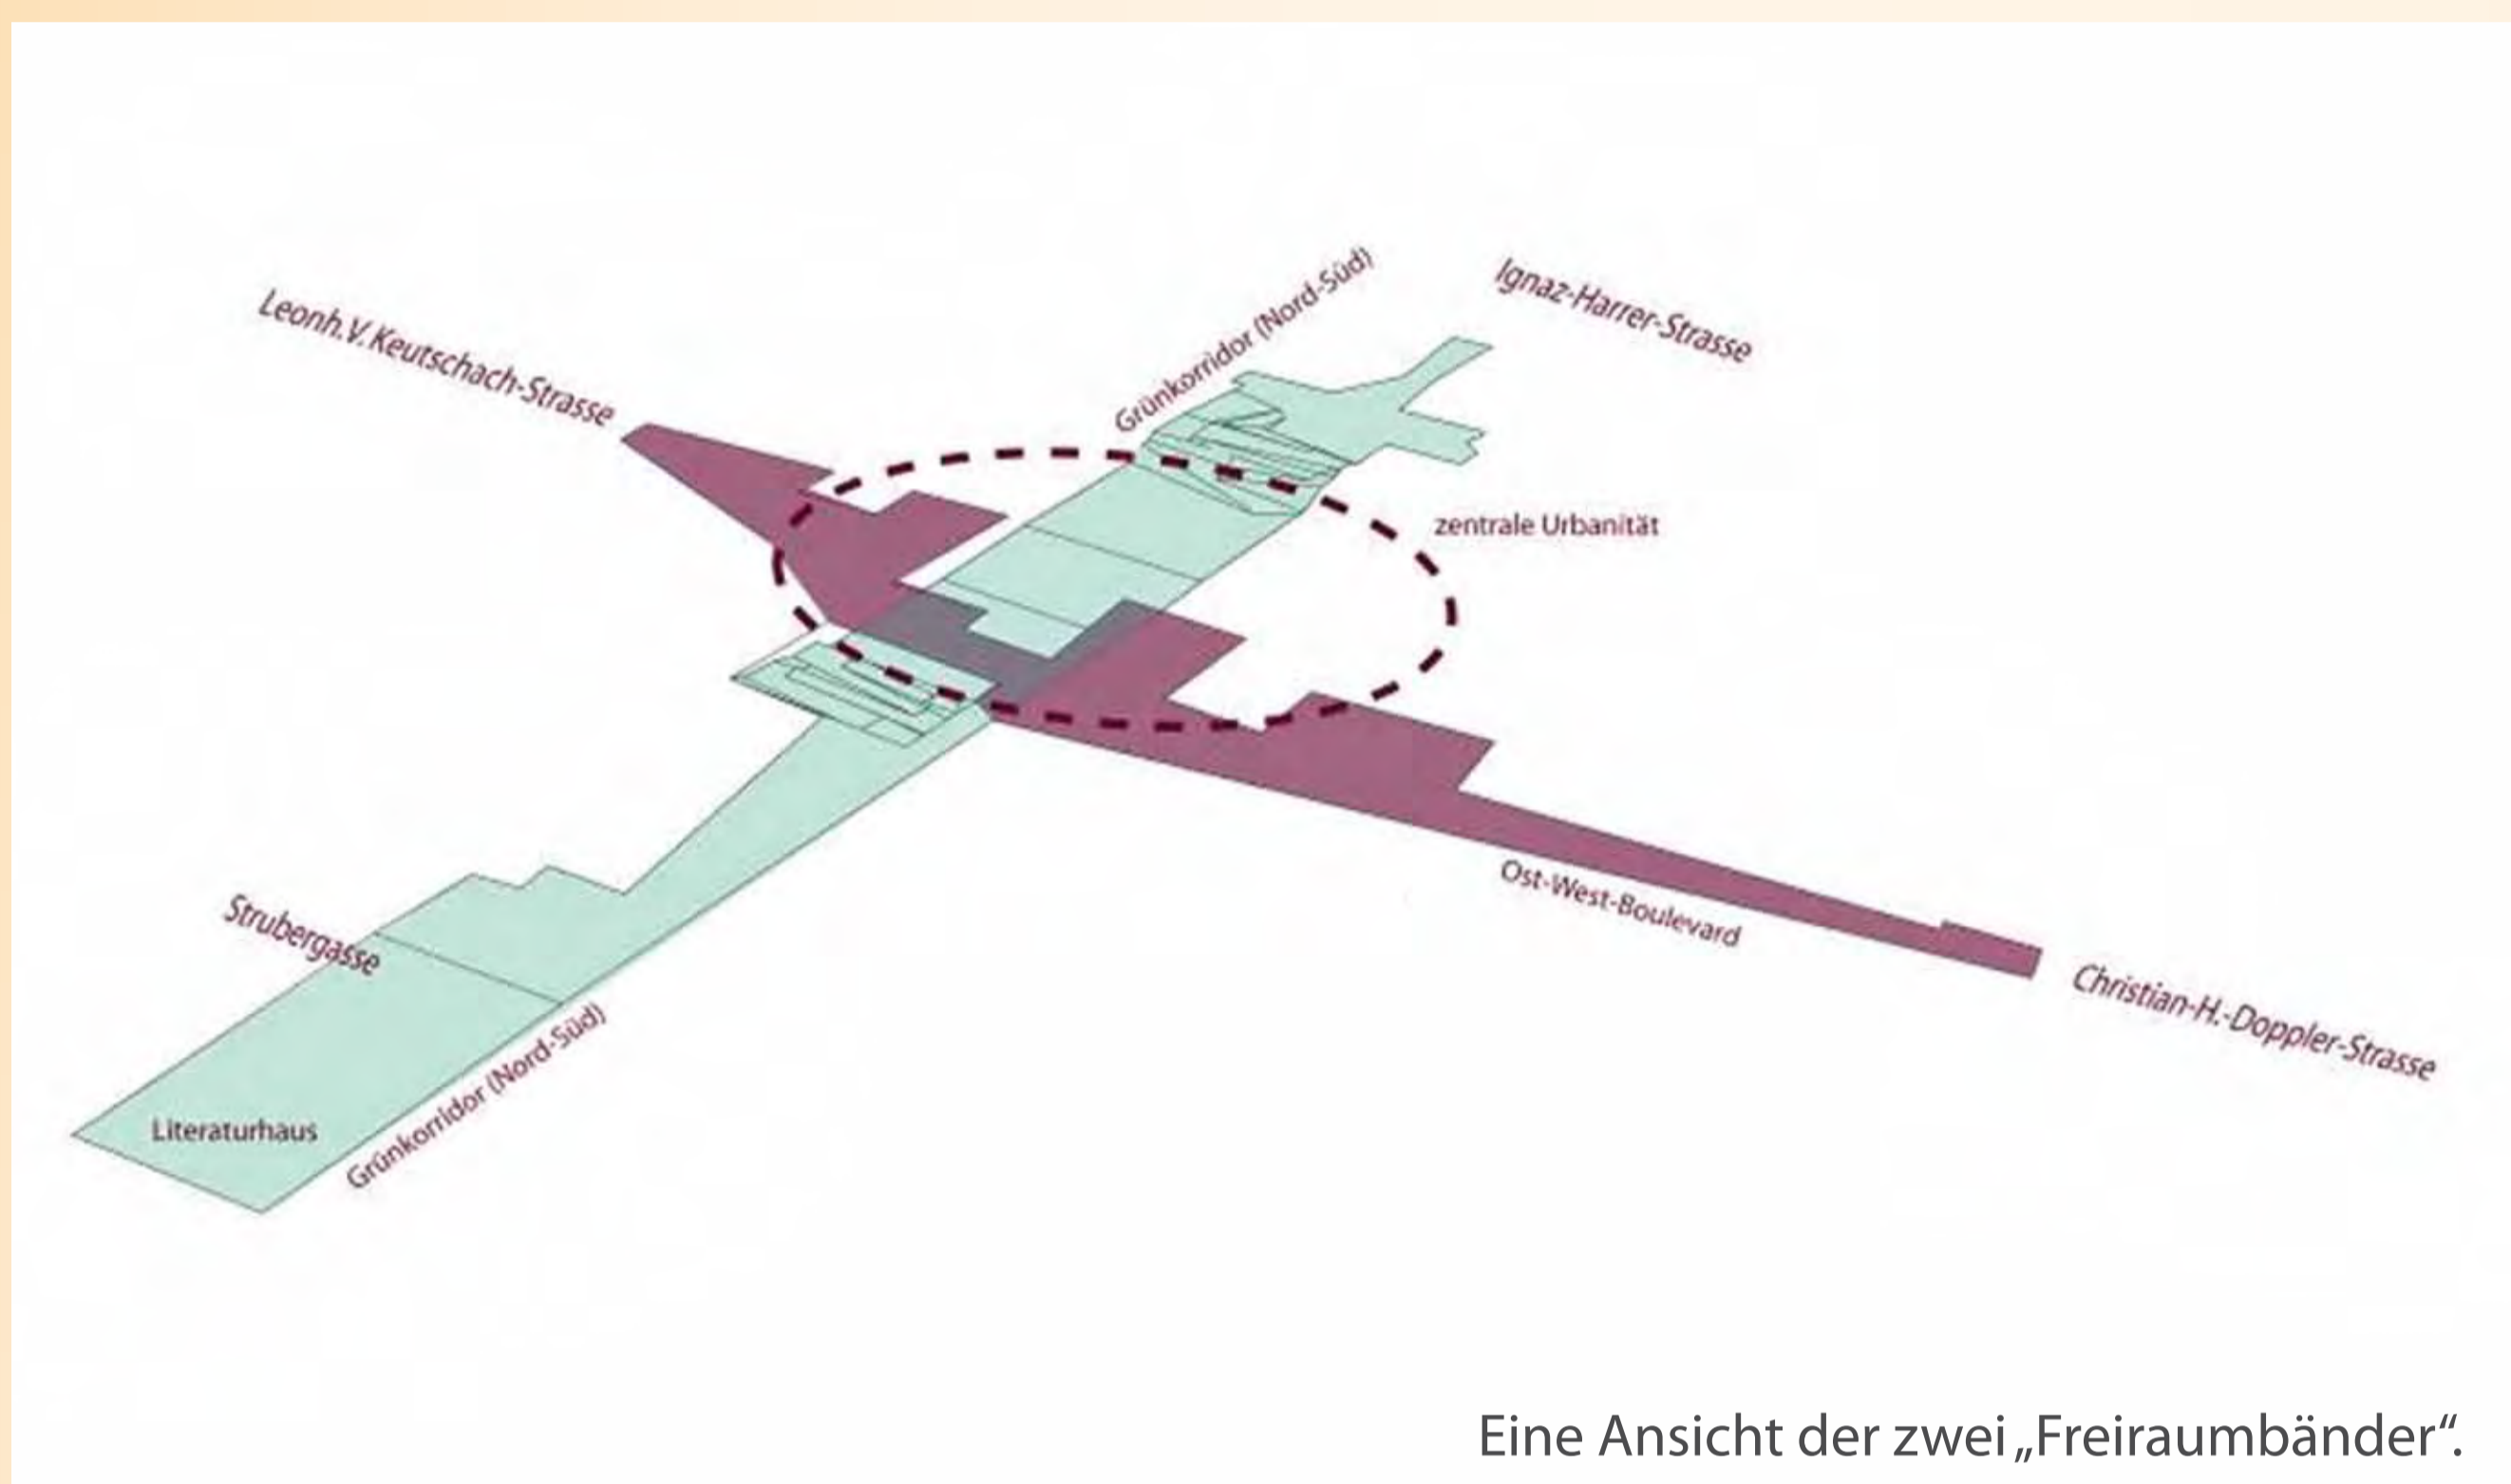 Grünkorridor (Nord-Süd)
Ignaz-Harrer-Strasse
Leonh.V.Keutschach-Strasse
zentrale Urbanität
Ost-West-Boulevard
Strubergasse
Christian-H.-Doppler-Strasse
Grünkorridor (Nord-Süd)
Literaturhaus
Eine Ansicht der zwei „Freiraumbänder“.